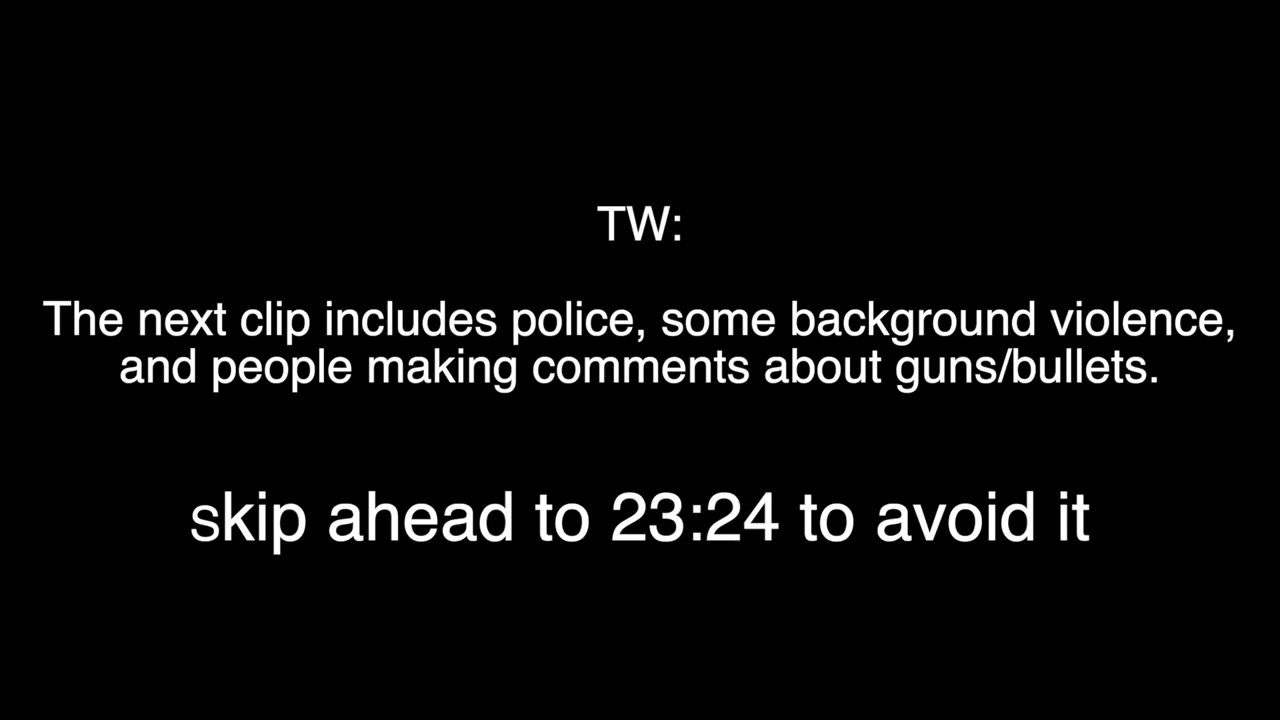 TW:
The next clip includes police, some background violence,
and people making comments about guns/bullets.
skip ahead to 23:24 to avoid it